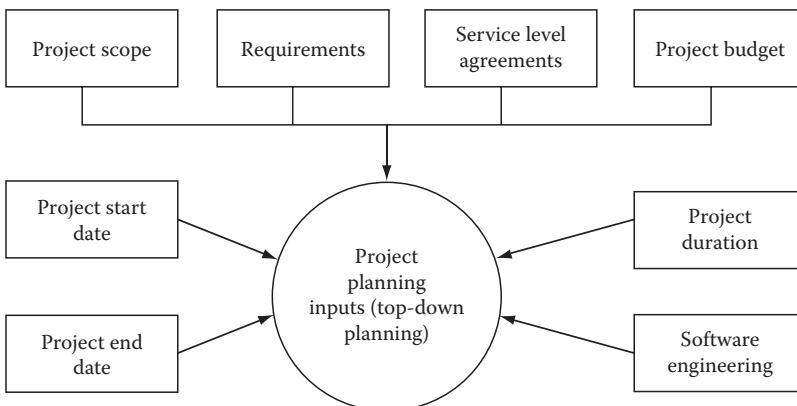 Project scope
Requirements
Service level
agreements
Project budget
Project start
date
Project
duration
Project
planning
inputs (top-down
planning)
Project end
date
Software
engineering